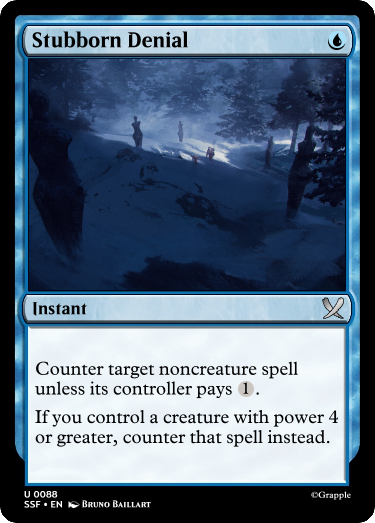 Stubborn Denial
Instant
Counter target noncreature spell
unless its controller pays 1.
If you control a creature with power 4
or greater, counter that spell instead.
U 0088
SSF • EN Bruno Baillart
©Grapple